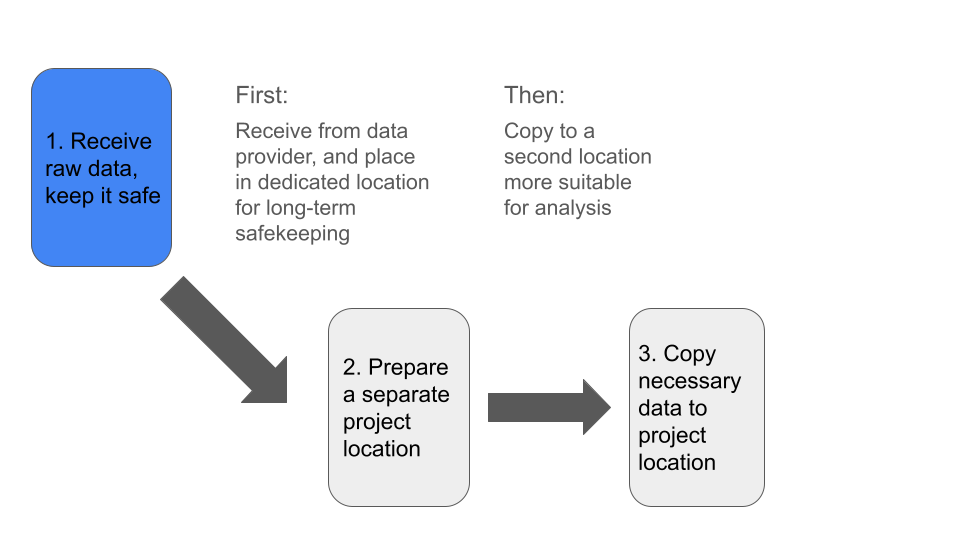 1. Receive
raw data,
keep it safe
First:
Receive from data
provider, and place
in dedicated location
for long-term
safekeeping
Then:
Copy to a
second location
more suitable
for analysis
2. Prepare
a separate
project
location
3. Copy
necessary
data to
project
location